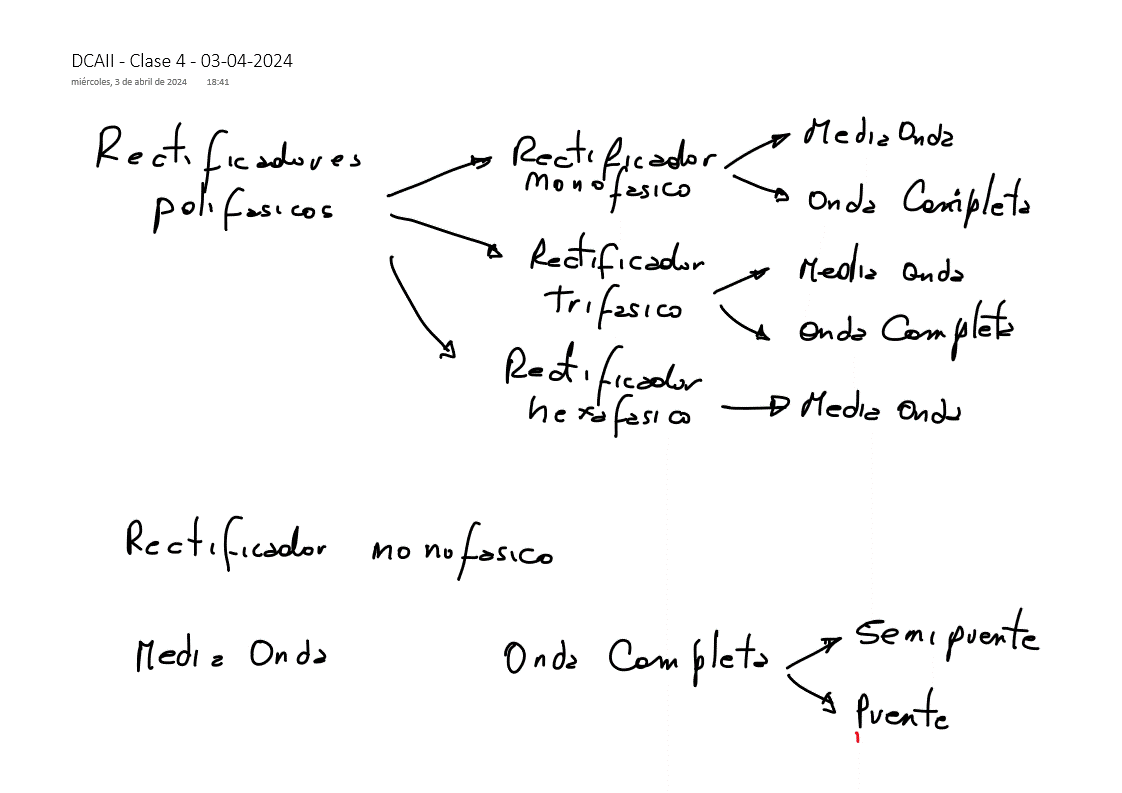 DCAII - Clase 4 - 03-04-2024
miércoles, 3 de abril de 2024 18:41
Rectificadores
polifasicos
Rectificador
monofasico
Media Onda
Onda Completa
Rectificador
trifasico
Media Onda
Onda Completa
Rectificador
hexafasico
Media Onda
Rectificador monofasico
Media Onda
Onda Completa
Semipuente
Puente